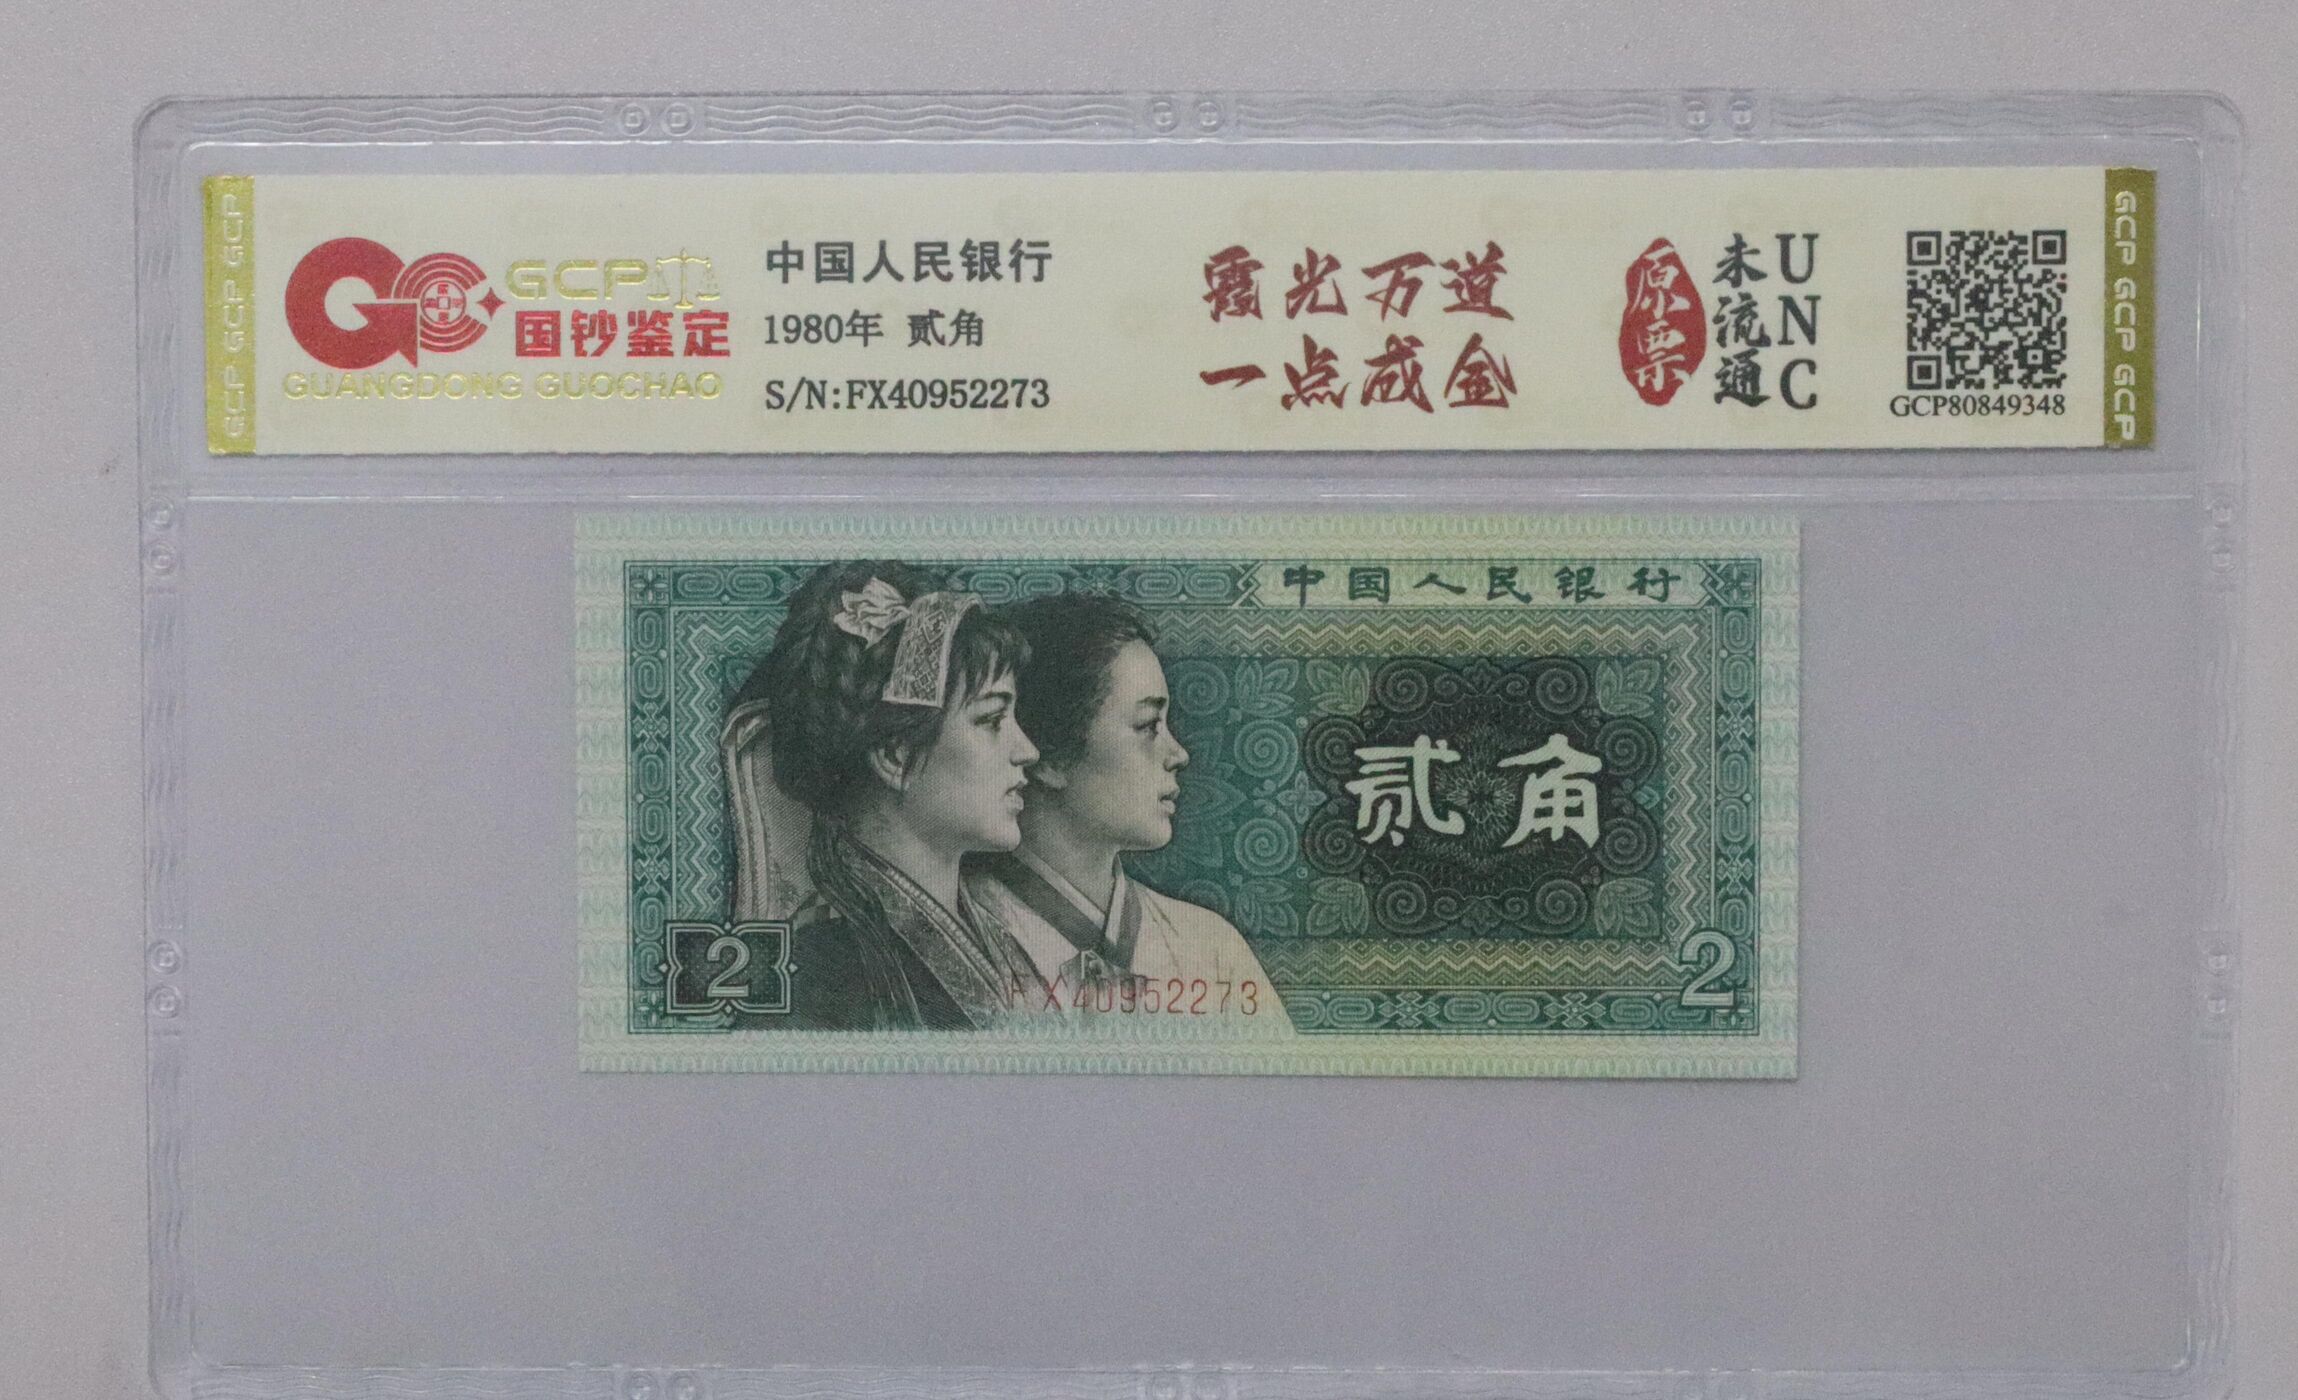 GCP GCP GCP
GCP
国钞鉴定
GUANGDONG GUOCHAO
中国人民银行
1980年 贰角
S/N:FX40952273
霞光万道
一点成金
原票
未流通
UNC
GCP80849348
GCP GCP GCP
中国人民银行
贰角
2
FX40952273
2